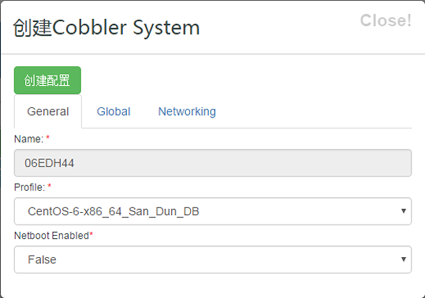 创建Cobbler System
Close!
创建配置
General Global Networking
Name: *
06EDH44
Profile: *
CentOS-6-x86_64_San_Dun_DB
Netboot Enabled*
False